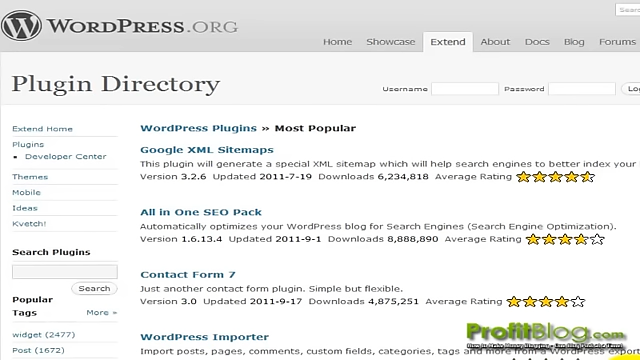 WORDPRESS.ORG
Sear
Home Showcase Extend About Docs Blog Forums
Plugin Directory
Username Password Lo
Extend Home
Plugins
Developer Center
Themes
Mobile
Ideas
Kvetch!
Search Plugins
Search
Popular
Tags More »
widget (2477)
Post (1672)
WordPress Plugins » Most Popular
Google XML Sitemaps
This plugin will generate a special XML sitemap which will help search engines to better index your
Version 3.2.6 Updated 2011-7-19 Downloads 6,234,818 Average Rating
All in One SEO Pack
Automatically optimizes your WordPress blog for Search Engines (Search Engine Optimization).
Version 1.6.13.4 Updated 2011-9-1 Downloads 8,888,890 Average Rating
Contact Form 7
Just another contact form plugin. Simple but flexible.
Version 3.0 Updated 2011-9-17 Downloads 4,875,251 Average Rating
WordPress Importer
Import posts, pages, comments, custom fields, categories, tags and more from a WordPress export
ProfitBlog.com